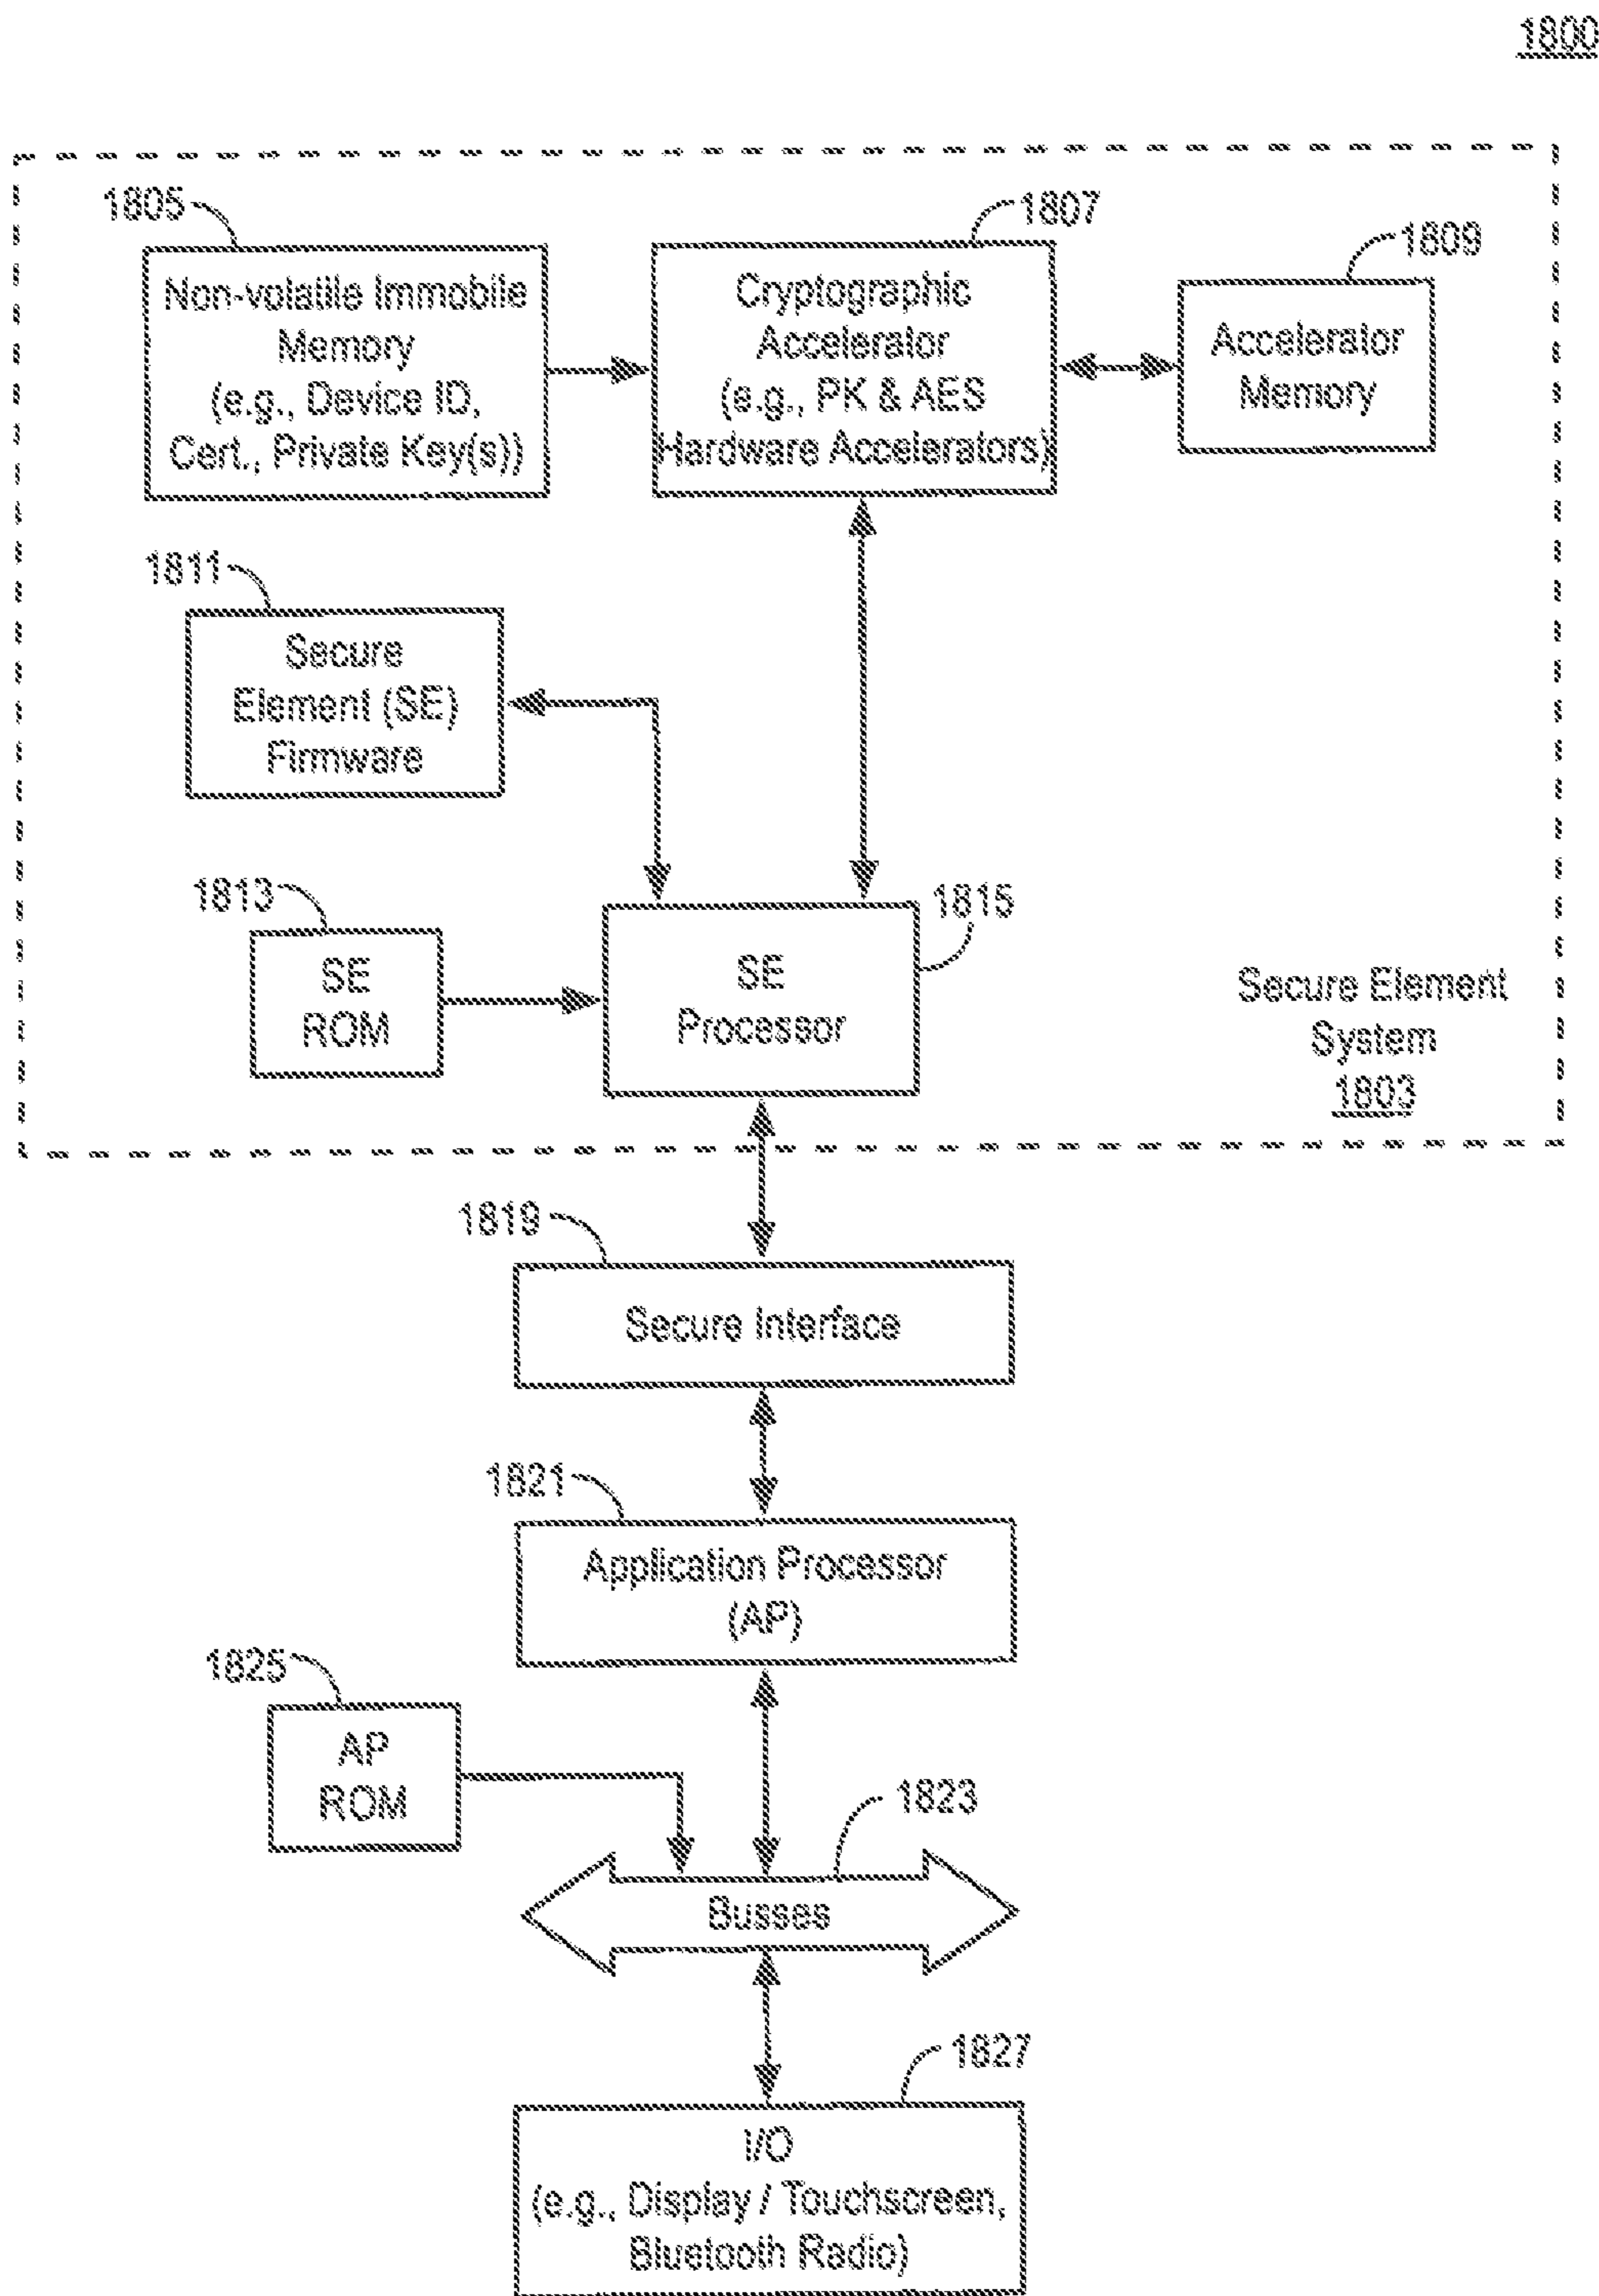 1800
1805
1807
1809
Non-volatile Immobile
Memory
(e.g., Device ID,
Cert., Private Key(s))
Cryptographic
Accelerator
(e.g., PK & AES
Hardware Accelerators)
Accelerator
Memory
1811
Secure
Element (SE)
Firmware
1813
SE
ROM
1815
SE
Processor
Secure Element
System
1803
1819
Secure Interface
1821
Application Processor
(AP)
1825
AP
ROM
1823
Busses
1827
I/O
(e.g., Display / Touchscreen,
Bluetooth Radio)